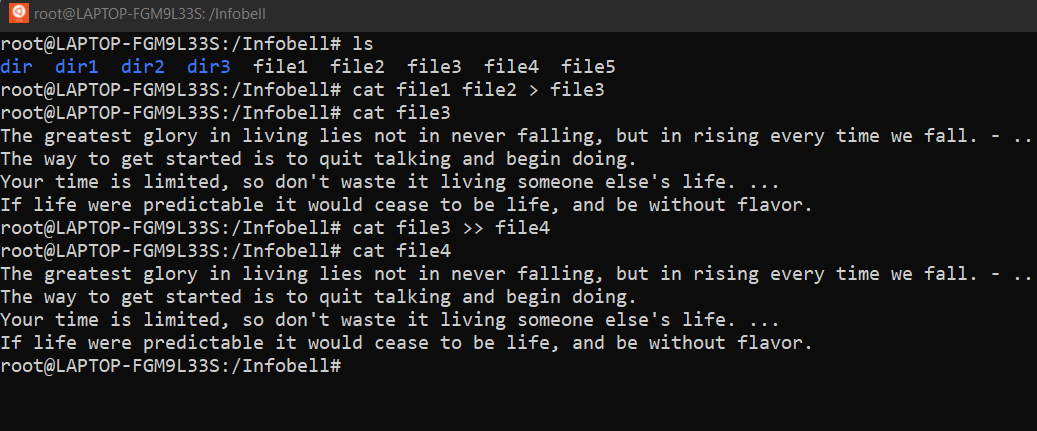 root@LAPTOP-FGM9L33S: /Infobell
root@LAPTOP-FGM9L33S:/Infobell# ls
dir  dir1  dir2  dir3  file1  file2  file3  file4  file5
root@LAPTOP-FGM9L33S:/Infobell# cat file1 file2 > file3
root@LAPTOP-FGM9L33S:/Infobell# cat file3
The greatest glory in living lies not in never falling, but in rising every time we fall. - ..
The way to get started is to quit talking and begin doing.
Your time is limited, so don't waste it living someone else's life. ...
If life were predictable it would cease to be life, and be without flavor.
root@LAPTOP-FGM9L33S:/Infobell# cat file3 >> file4
root@LAPTOP-FGM9L33S:/Infobell# cat file4
The greatest glory in living lies not in never falling, but in rising every time we fall. - ..
The way to get started is to quit talking and begin doing.
Your time is limited, so don't waste it living someone else's life. ...
If life were predictable it would cease to be life, and be without flavor.
root@LAPTOP-FGM9L33S:/Infobell#